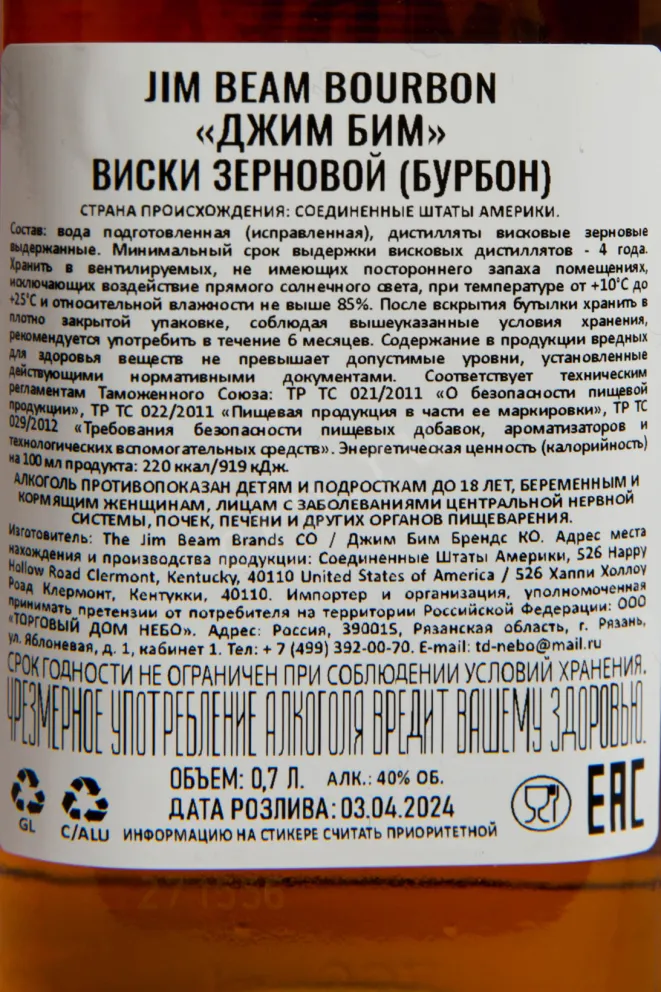 JIM BEAM BOURBON
«ДЖИМ БИМ»
ВИСКИ ЗЕРНОВОЙ (БУРБОН)
СТРАНА ПРОИСХОЖДЕНИЯ: СОЕДИНЕННЫЕ ШТАТЫ АМЕРИКИ.
Состав: вода подготовленная (исправленная), дистилляты висковые зерновые
выдержанные. Минимальный срок выдержки висковых дистиллятов - 4 года.
Хранить в вентилируемых, не имеющих постороннего запаха помещениях,
исключающих воздействие прямого солнечного света, при температуре от +10°С до
+25°С и относительной влажности не выше 85%. После вскрытия бутылки хранить в
плотно закрытой упаковке, соблюдая вышеуказанные условия хранения,
рекомендуется употребить в течение 6 месяцев. Содержание в продукции вредных
для здоровья веществ не превышает допустимые уровни, установленные
действующими нормативными документами. Соответствует техническим
регламентам Таможенного Союза: ТР ТС 021/2011 «О безопасности пищевой
продукции», ТР ТС 022/2011 «Пищевая продукция в части ее маркировки», ТР ТС
029/2012 «Требования безопасности пищевых добавок, ароматизаторов и
технологических вспомогательных средств». Энергетическая ценность (калорийность)
на 100 мл продукта: 220 ккал/919 кДж.
АЛКОГОЛЬ ПРОТИВОПОКАЗАН ДЕТЯМ И ПОДРОСТКАМ ДО 18 ЛЕТ, БЕРЕМЕННЫМ И
КОРМЯЩИМ ЖЕНЩИНАМ, ЛИЦАМ С ЗАБОЛЕВАНИЯМИ ЦЕНТРАЛЬНОЙ НЕРВНОЙ
СИСТЕМЫ, ПОЧЕК, ПЕЧЕНИ И ДРУГИХ ОРГАНОВ ПИЩЕВАРЕНИЯ.
Изготовитель: The Jim Beam Brands CO / Джим Бим Брендс КО. Адрес места
нахождения и производства продукции: Соединенные Штаты Америки, 526 Happy
Hollow Road Clermont, Kentucky, 40110 United States of America / 526 Хаппи Холлоу
Роад Клермонт, Кентукки, 40110. Импортер и организация, уполномоченная
принимать претензии от потребителя на территории Российской Федерации: ООО
«ТОРГОВЫЙ ДОМ НЕБО». Адрес: Россия, 390015, Рязанская область, г. Рязань,
ул. Яблоневая, д. 1, кабинет 1. Тел: + 7 (499) 392-00-70. E-mail: td-nebo@mail.ru
СРОК ГОДНОСТИ НЕ ОГРАНИЧЕН ПРИ СОБЛЮДЕНИИ УСЛОВИЙ ХРАНЕНИЯ.
ЧРЕЗМЕРНОЕ УПОТРЕБЛЕНИЕ АЛКОГОЛЯ ВРЕДИТ ВАШЕМУ ЗДОРОВЬЮ.
ОБЪЕМ: 0,7 Л. АЛК.: 40% ОБ.
ДАТА РОЗЛИВА: 03.04.2024
GL C/ALU ИНФОРМАЦИЮ НА СТИКЕРЕ СЧИТАТЬ ПРИОРИТЕТНОЙ
EAC